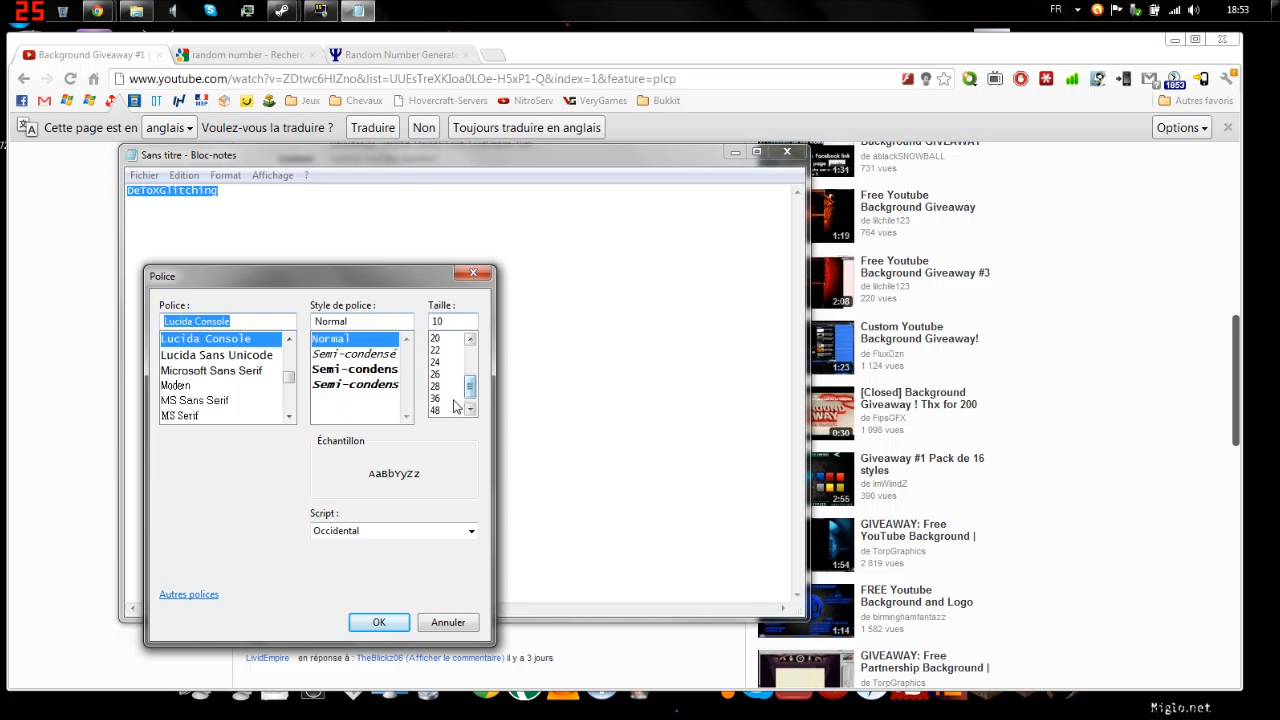 25
FR
18:53
Background Giveaway #1 |
random number - Recherc
Random Number Generato
www.youtube.com/watch?v=ZDtwc6HIZno&list=UUEsTreXKIoa0LOe-H5xP1-Q&index=1&feature=plcp
1853
Jeux
Chevaux
Hovercraft-Servers
NitroServ
VeryGames
Bukkit
Autres favoris
Cette page est en
anglais
Voulez-vous la traduire ?
Traduire
Non
Toujours traduire en anglais
Options
Sans titre - Bloc-notes
Fichier Edition Format Affichage ?
DeToXGlitching
Police
Police :
Style de police :
Taille :
Lucida Console
Normal
10
Lucida Console
Lucida Sans Unicode
Microsoft Sans Serif
Modern
MS Sans Serif
MS Serif
Normal
Semi-condensé
Semi-condens
Semi-condens
20
22
24
26
28
36
48
Échantillon
AaBbYyZz
Script :
Occidental
Autres polices
OK
Annuler
Background GIVEAWAY
de ablackSNOWBALL
731 vues
1:31
Free Youtube
Background Giveaway
de lilchile123
764 vues
1:19
Free Youtube
Background Giveaway #3
de lilchile123
220 vues
2:08
Custom Youtube
Background Giveaway!
de FluxDzn
1 124 vues
1:23
[Closed] Background
Giveaway ! Thx for 200
de FipsGFX
1 998 vues
0:30
Giveaway #1 Pack de 16
styles
de ImWiindZ
390 vues
2:55
GIVEAWAY: Free
YouTube Background |
de TorpGraphics
2 819 vues
1:54
FREE Youtube
Background and Logo
de birminghamfantazz
1 582 vues
1:14
GIVEAWAY: Free
Partnership Background |
de TorpGraphics
LividEmpire en réponse à : TheBlickz06 (Afficher le commentaire) il y a 3 jours
Miglo.net